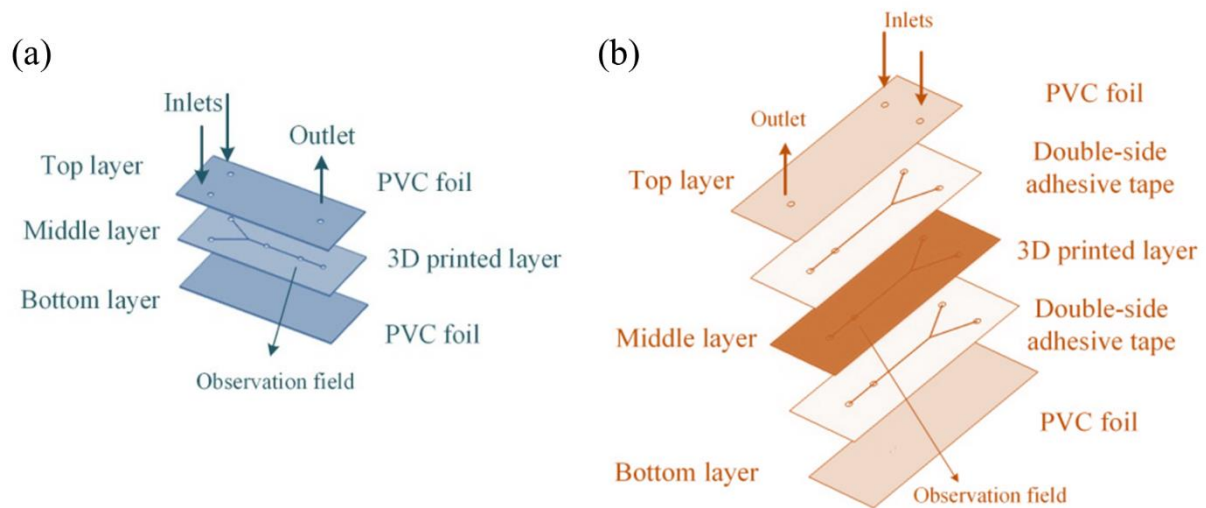 (a)
Inlets
Outlet
Top layer
PVC foil
Middle layer
3D printed layer
Bottom layer
PVC foil
Observation field
(b)
Inlets
PVC foil
Outlet
Double-side
adhesive tape
Top layer
3D printed layer
Double-side
adhesive tape
Middle layer
PVC foil
Bottom layer
Observation field